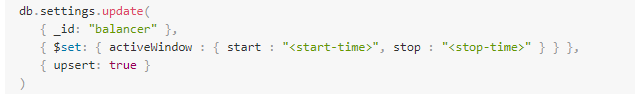 db.settings.update(
{ _id: "balancer" },
{ $set: { activeWindow : { start : "<start-time>", stop : "<stop-time>" } } },
{ upsert: true }
)